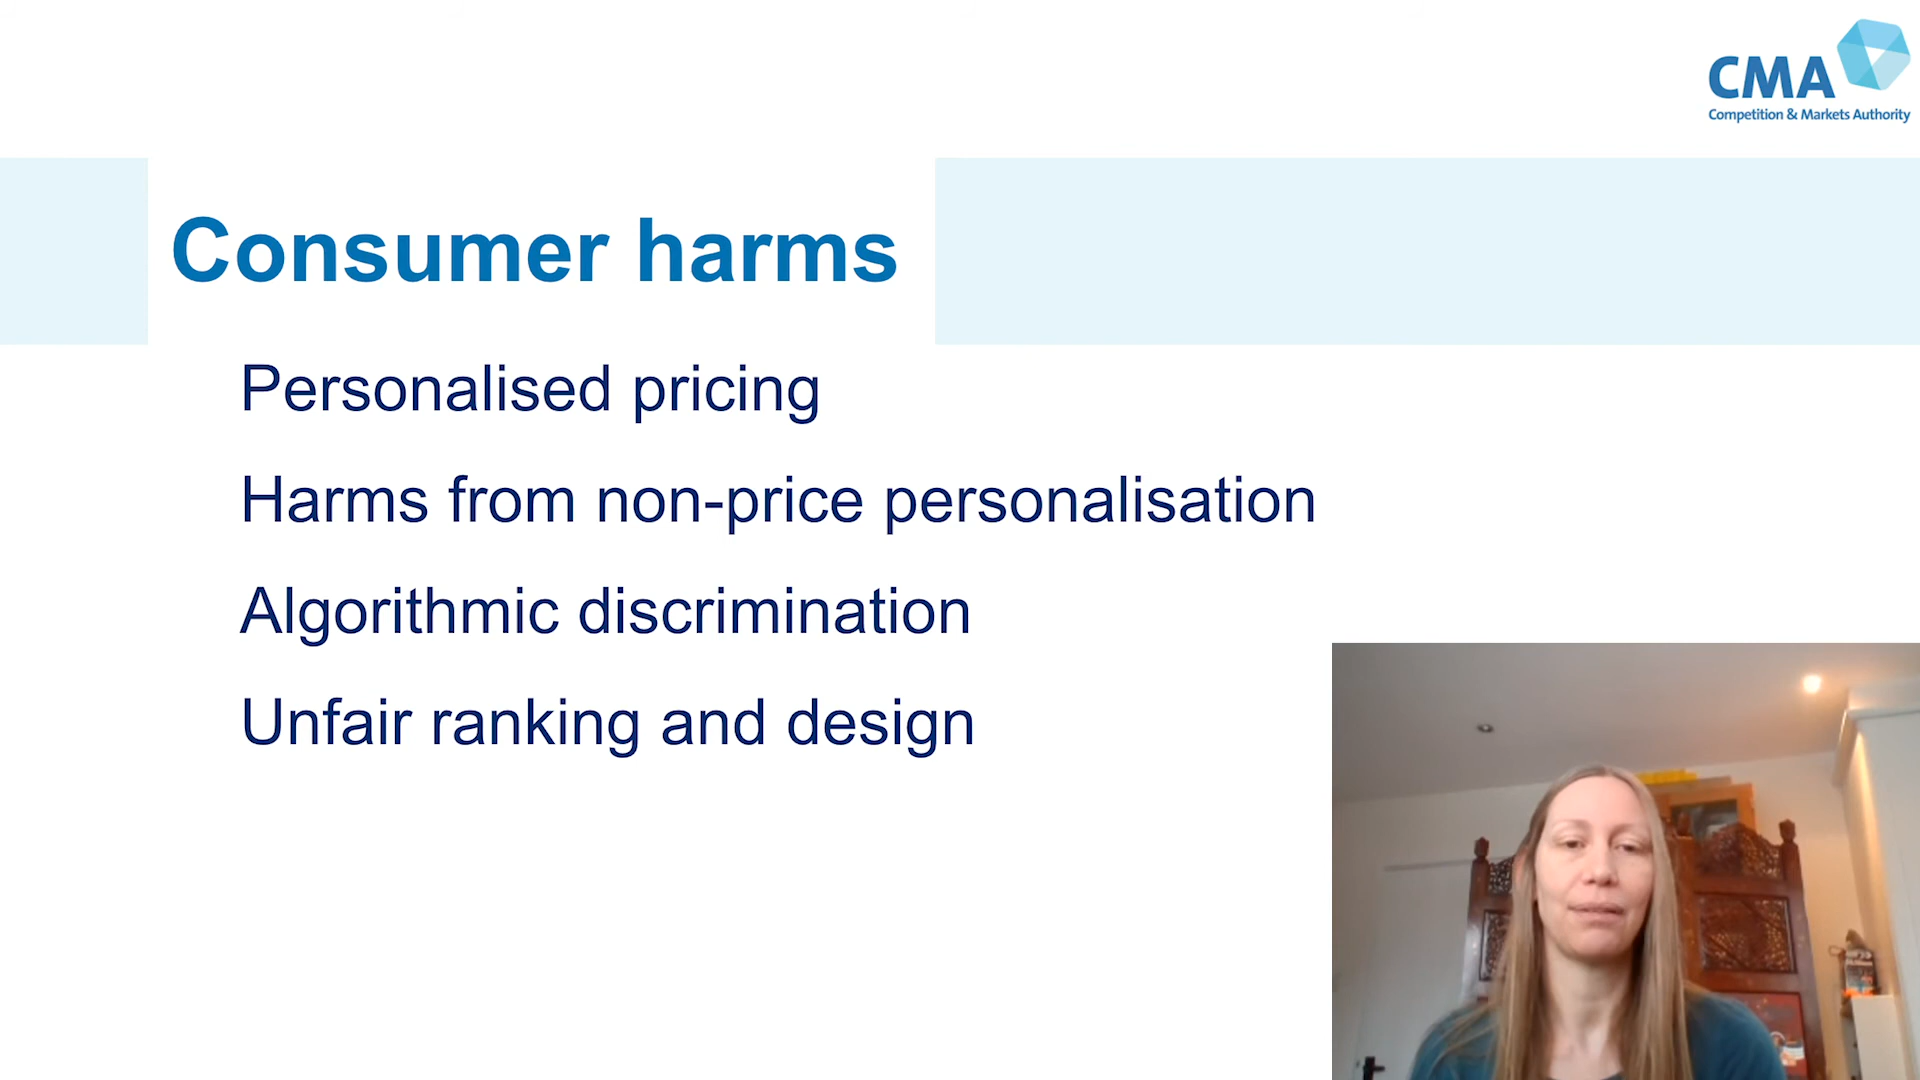 CMA
Competition & Markets Authority
Consumer harms
Personalised pricing
Harms from non-price personalisation
Algorithmic discrimination
Unfair ranking and design